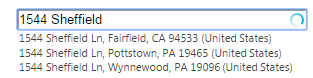 1544 Sheffield
1544 Sheffield Ln, Fairfield, CA 94533 (United States)
1544 Sheffield Ln, Pottstown, PA 19465 (United States)
1544 Sheffield Ln, Wynnewood, PA 19096 (United States)